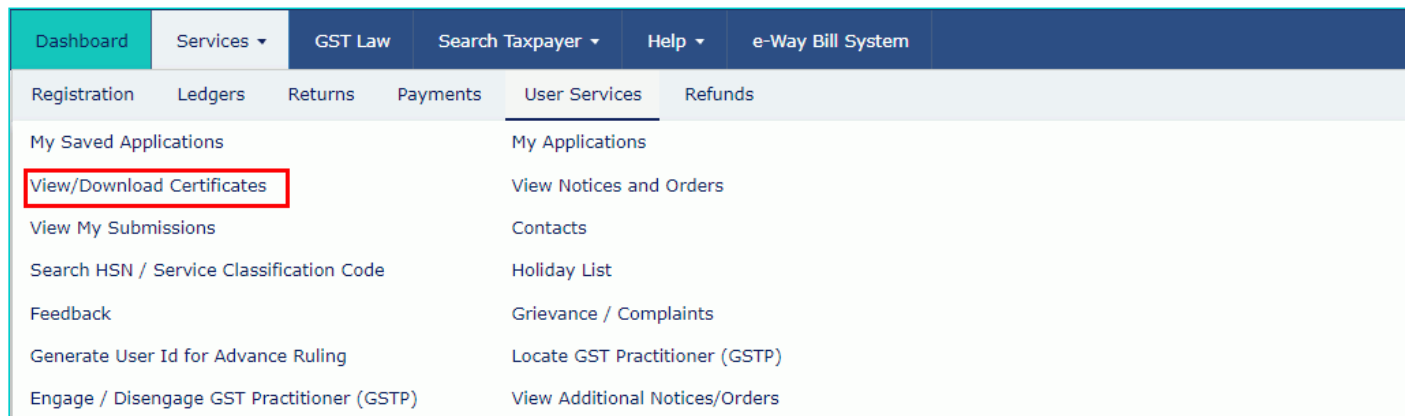 Dashboard Services GST Law Search Taxpayer Help e-Way Bill System
Registration Ledgers Returns Payments User Services Refunds
My Saved Applications My Applications
View/Download Certificates View Notices and Orders
View My Submissions Contacts
Search HSN / Service Classification Code Holiday List
Feedback Grievance / Complaints
Generate User Id for Advance Ruling Locate GST Practitioner (GSTP)
Engage / Disengage GST Practitioner (GSTP) View Additional Notices/Orders